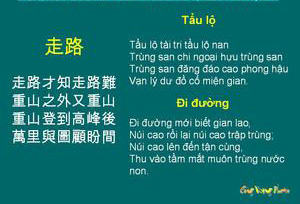 走路
走路才知走路難
重山之外又重山
重山登到高峰後
萬里與圖顧盼間
Tẩu lộ
Tẩu lộ tài tri tẩu lộ nan
Trùng san chi ngoại hựu trùng san
Trùng san đăng đáo cao phong hậu
Vạn lý dư đồ cố miện gian.
Đi đường
Đi đường mới biết gian lao,
Núi cao rồi lại núi cao trập trùng;
Núi cao lên đến tận cùng,
Thu vào tầm mắt muôn trùng nước
non.